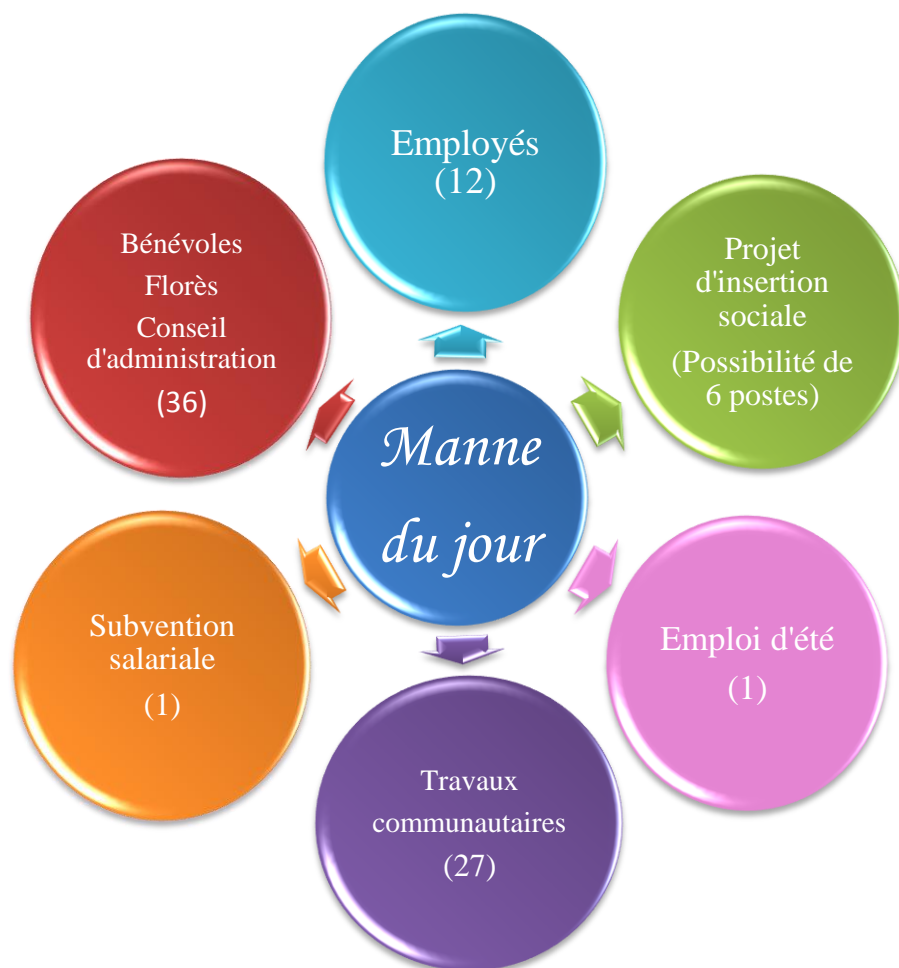 Employés
(12)
Bénévoles
Florès
Conseil
d'administration
(36)
Projet
d'insertion
sociale
(Possibilité de
6 postes)
Manne
du jour
Subvention
salariale
(1)
Emploi d'été
(1)
Travaux
communautaires
(27)